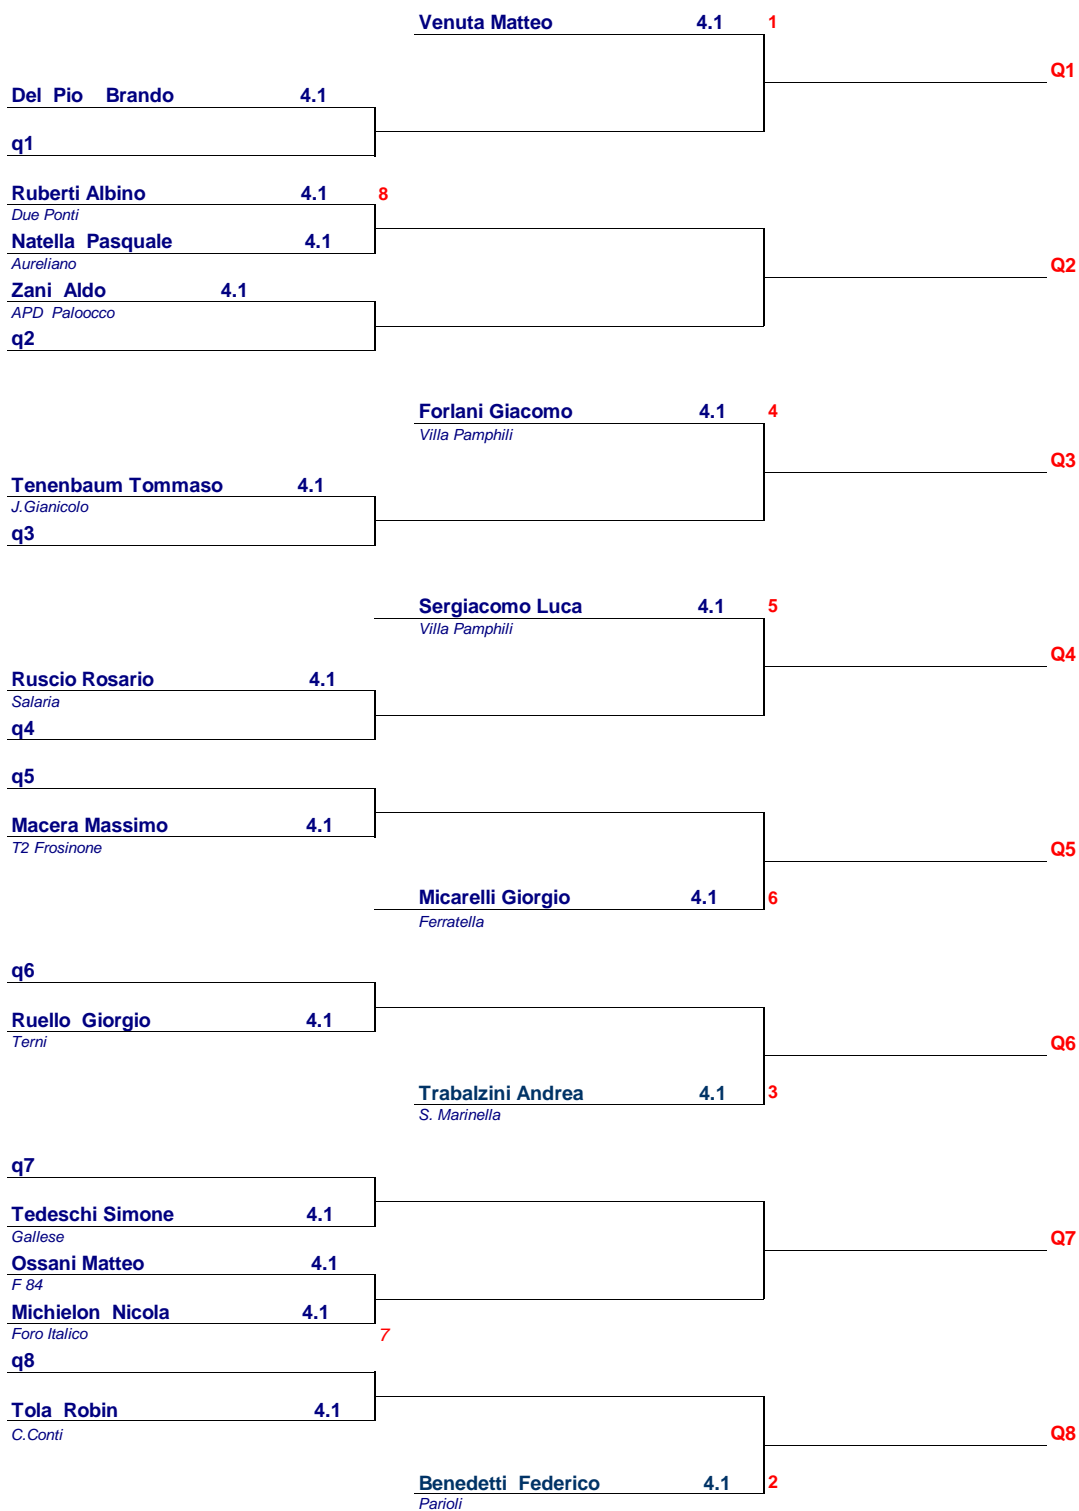 Venuta Matteo 4.1 1
Q1
Del Pio Brando 4.1
q1
Ruberti Albino 4.1 8
Due Ponti
Natella Pasquale 4.1
Aureliano
Q2
Zani Aldo 4.1
APD Paloocco
q2
Forlani Giacomo 4.1 4
Villa Pamphili
Q3
Tenenbaum Tommaso 4.1
J.Gianicolo
q3
Sergiacomo Luca 4.1 5
Villa Pamphili
Q4
Ruscio Rosario 4.1
Salaria
q4
q5
Macera Massimo 4.1
T2 Frosinone
Q5
Micarelli Giorgio 4.1 6
Ferratella
q6
Ruello Giorgio 4.1
Terni
Q6
Trabalzini Andrea 4.1 3
S. Marinella
q7
Tedeschi Simone 4.1
Gallese
Q7
Ossani Matteo 4.1
F 84
Michielon Nicola 4.1
Foro Italico 7
q8
Tola Robin 4.1
C.Conti
Q8
Benedetti Federico 4.1 2
Parioli